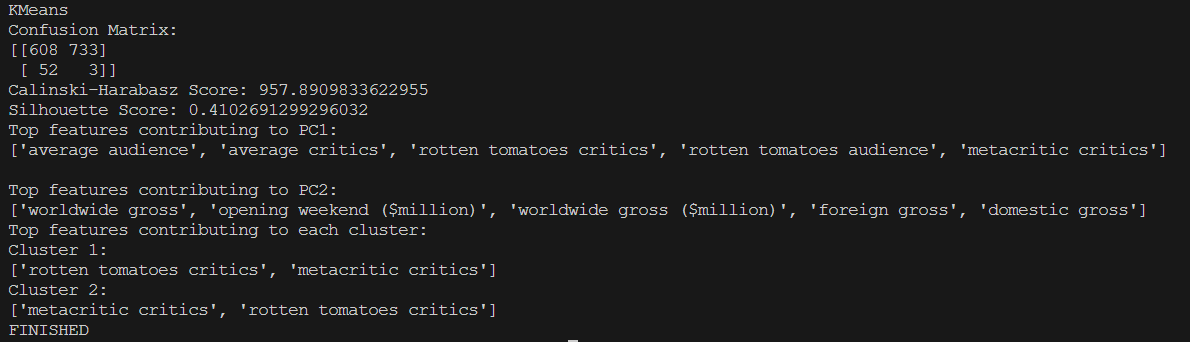 KMeans
Confusion Matrix:
[[608 733]
 [ 52   3]]
Calinski-Harabasz Score: 957.8909833622955
Silhouette Score: 0.4102691299296032
Top features contributing to PC1:
['average audience', 'average critics', 'rotten tomatoes critics', 'rotten tomatoes audience', 'metacritic critics']

Top features contributing to PC2:
['worldwide gross', 'opening weekend ($million)', 'worldwide gross ($million)', 'foreign gross', 'domestic gross']
Top features contributing to each cluster:
Cluster 1:
['rotten tomatoes critics', 'metacritic critics']
Cluster 2:
['metacritic critics', 'rotten tomatoes critics']
FINISHED